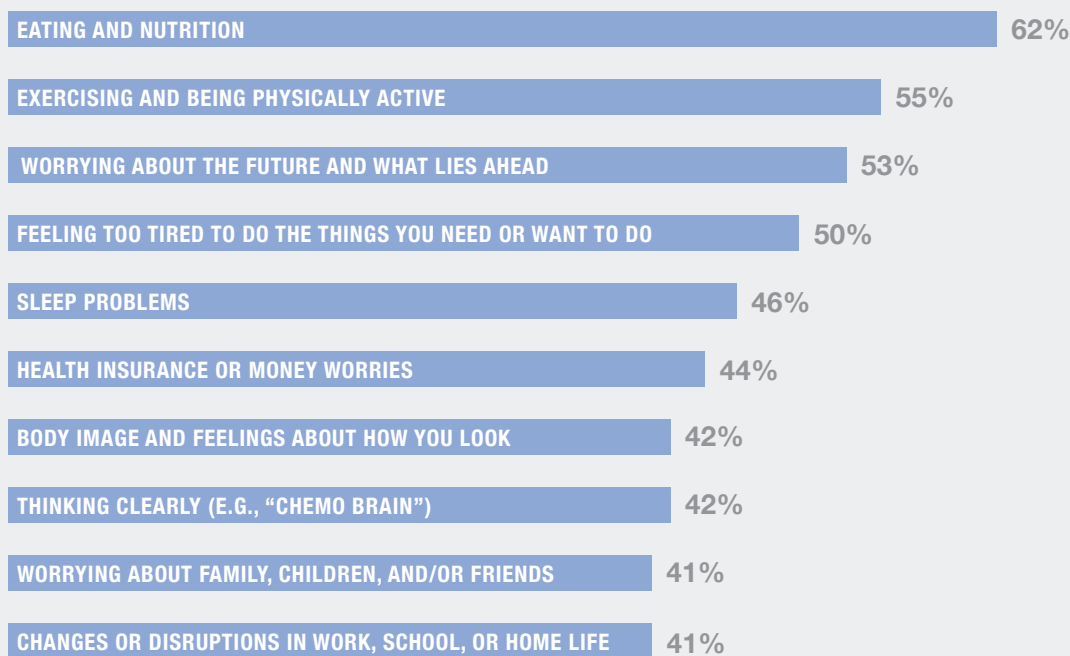 EATING AND NUTRITION 62%
EXERCISING AND BEING PHYSICALLY ACTIVE 55%
WORRYING ABOUT THE FUTURE AND WHAT LIES AHEAD 53%
FEELING TOO TIRED TO DO THE THINGS YOU NEED OR WANT TO DO 50%
SLEEP PROBLEMS 46%
HEALTH INSURANCE OR MONEY WORRIES 44%
BODY IMAGE AND FEELINGS ABOUT HOW YOU LOOK 42%
THINKING CLEARLY (E.G., “CHEMO BRAIN”) 42%
WORRYING ABOUT FAMILY, CHILDREN, AND/OR FRIENDS 41%
CHANGES OR DISRUPTIONS IN WORK, SCHOOL, OR HOME LIFE 41%